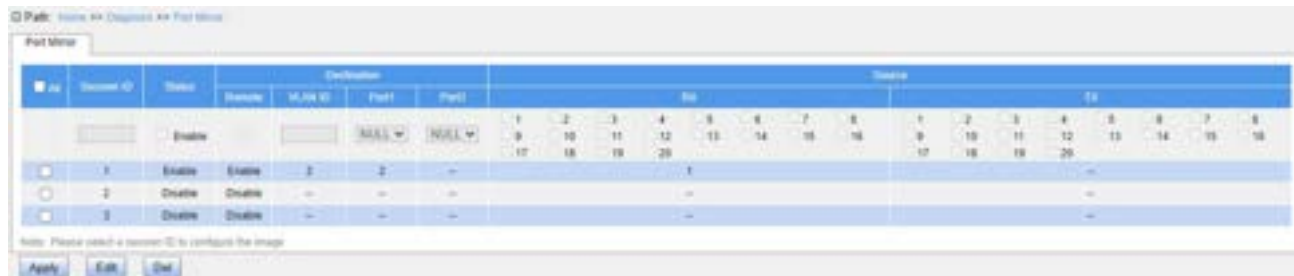 Path: Home >> Diagnosis >> Port Mirror
Port Mirror
All Session ID Status Destination Source
Remote VLAN ID Port1 Port2 RX TX
Enable NULL NULL
1 2 3 4 5 6 7 8 1 2 3 4 5 6 7 8
9 10 11 12 13 14 15 16 9 10 11 12 13 14 15 16
17 18 19 20 17 18 19 20
1 Enable Enable 2 2 -- 1 --
2 Disable Disable -- -- -- -- --
3 Disable Disable -- -- -- -- --
Note: Please select a session ID to configure the image
Apply Edit Del